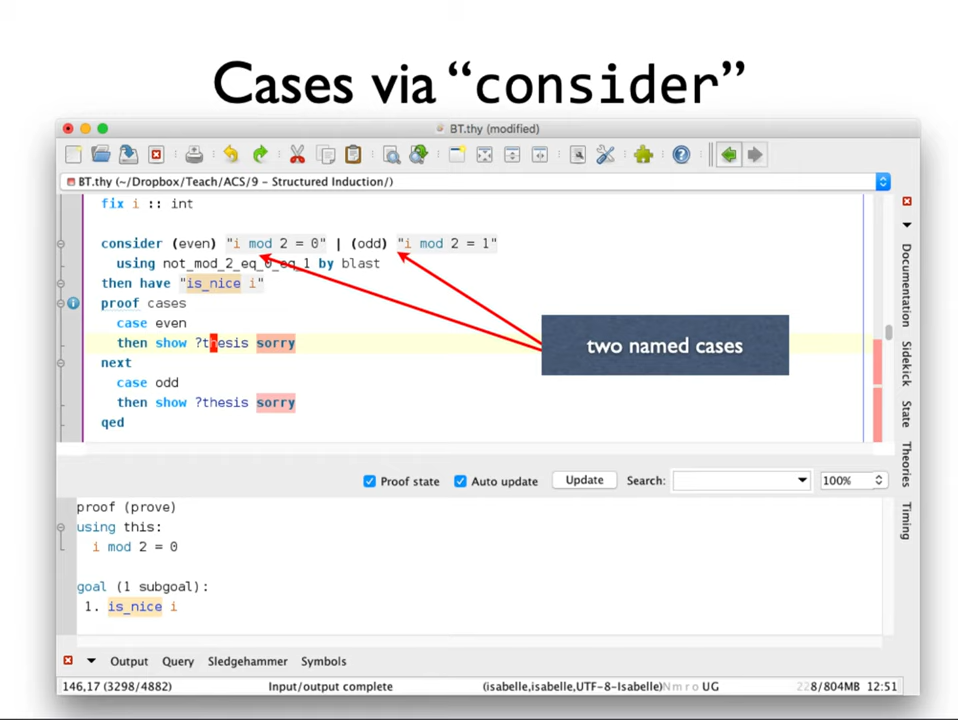 Cases via “consider”
BT.thy (modified)
BT.thy (~/Dropbox/Teach/ACS/9 - Structured Induction/)
fix i :: int
consider (even) "i mod 2 = 0" | (odd) "i mod 2 = 1"
using not_mod_2_eq_0_eq_1 by blast
then have "is_nice i"
proof cases
case even
then show ?thesis sorry
next
case odd
then show ?thesis sorry
qed
two named cases
Documentation
Sidekick
State
Theories
Timing
Proof state
Auto update
Update
Search:
100%
proof (prove)
using this:
i mod 2 = 0
goal (1 subgoal):
1. is_nice i
Output Query Sledgehammer Symbols
146,17 (3298/4882) Input/output complete (isabelle,isabelle,UTF-8-Isabelle)Nmro UG 228/804MB 12:51